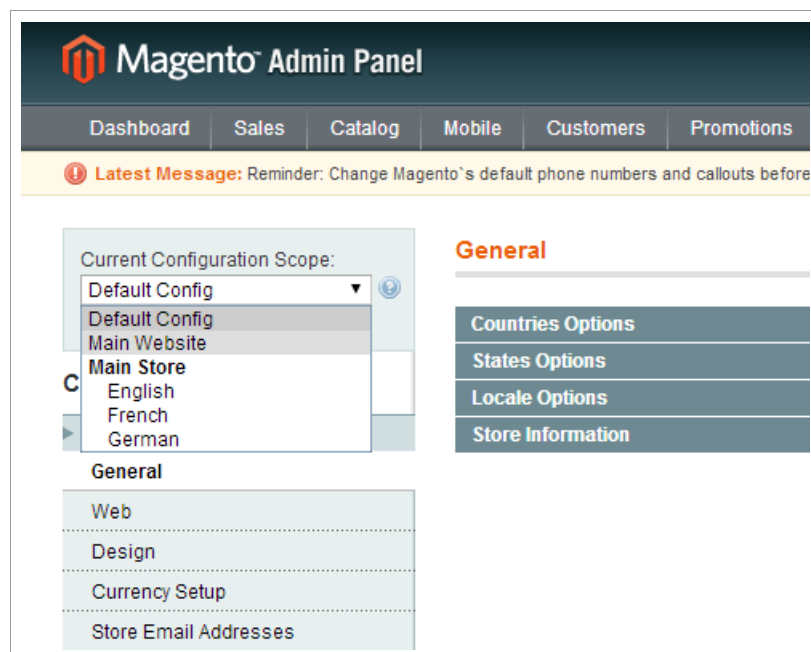 Magento™ Admin Panel
Dashboard Sales Catalog Mobile Customers Promotions
Latest Message: Reminder: Change Magento`s default phone numbers and callouts before
Current Configuration Scope:
Default Config
Default Config
Main Website
Main Store
English
French
German
C
General
Web
Design
Currency Setup
Store Email Addresses
General
Countries Options
States Options
Locale Options
Store Information